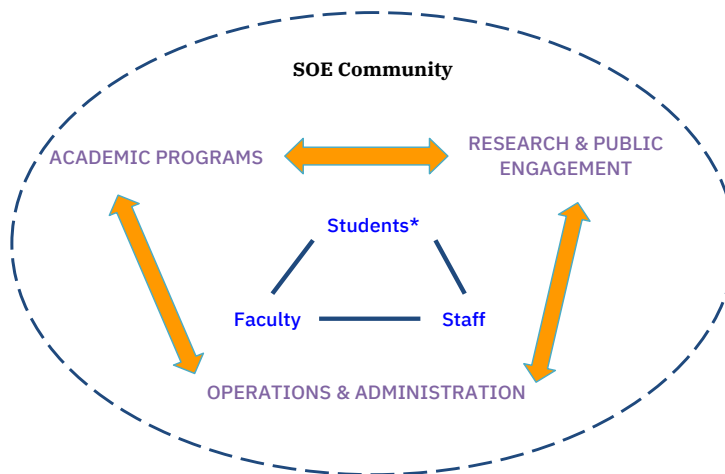 SOE Community
ACADEMIC PROGRAMS
RESEARCH & PUBLIC
ENGAGEMENT
Students*
Faculty
Staff
OPERATIONS & ADMINISTRATION